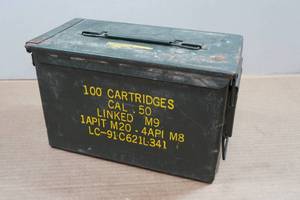 100 CARTRIDGES
CAL .50
LINKED M9
1APIT M20 - 4API M8
LC-91C621L341